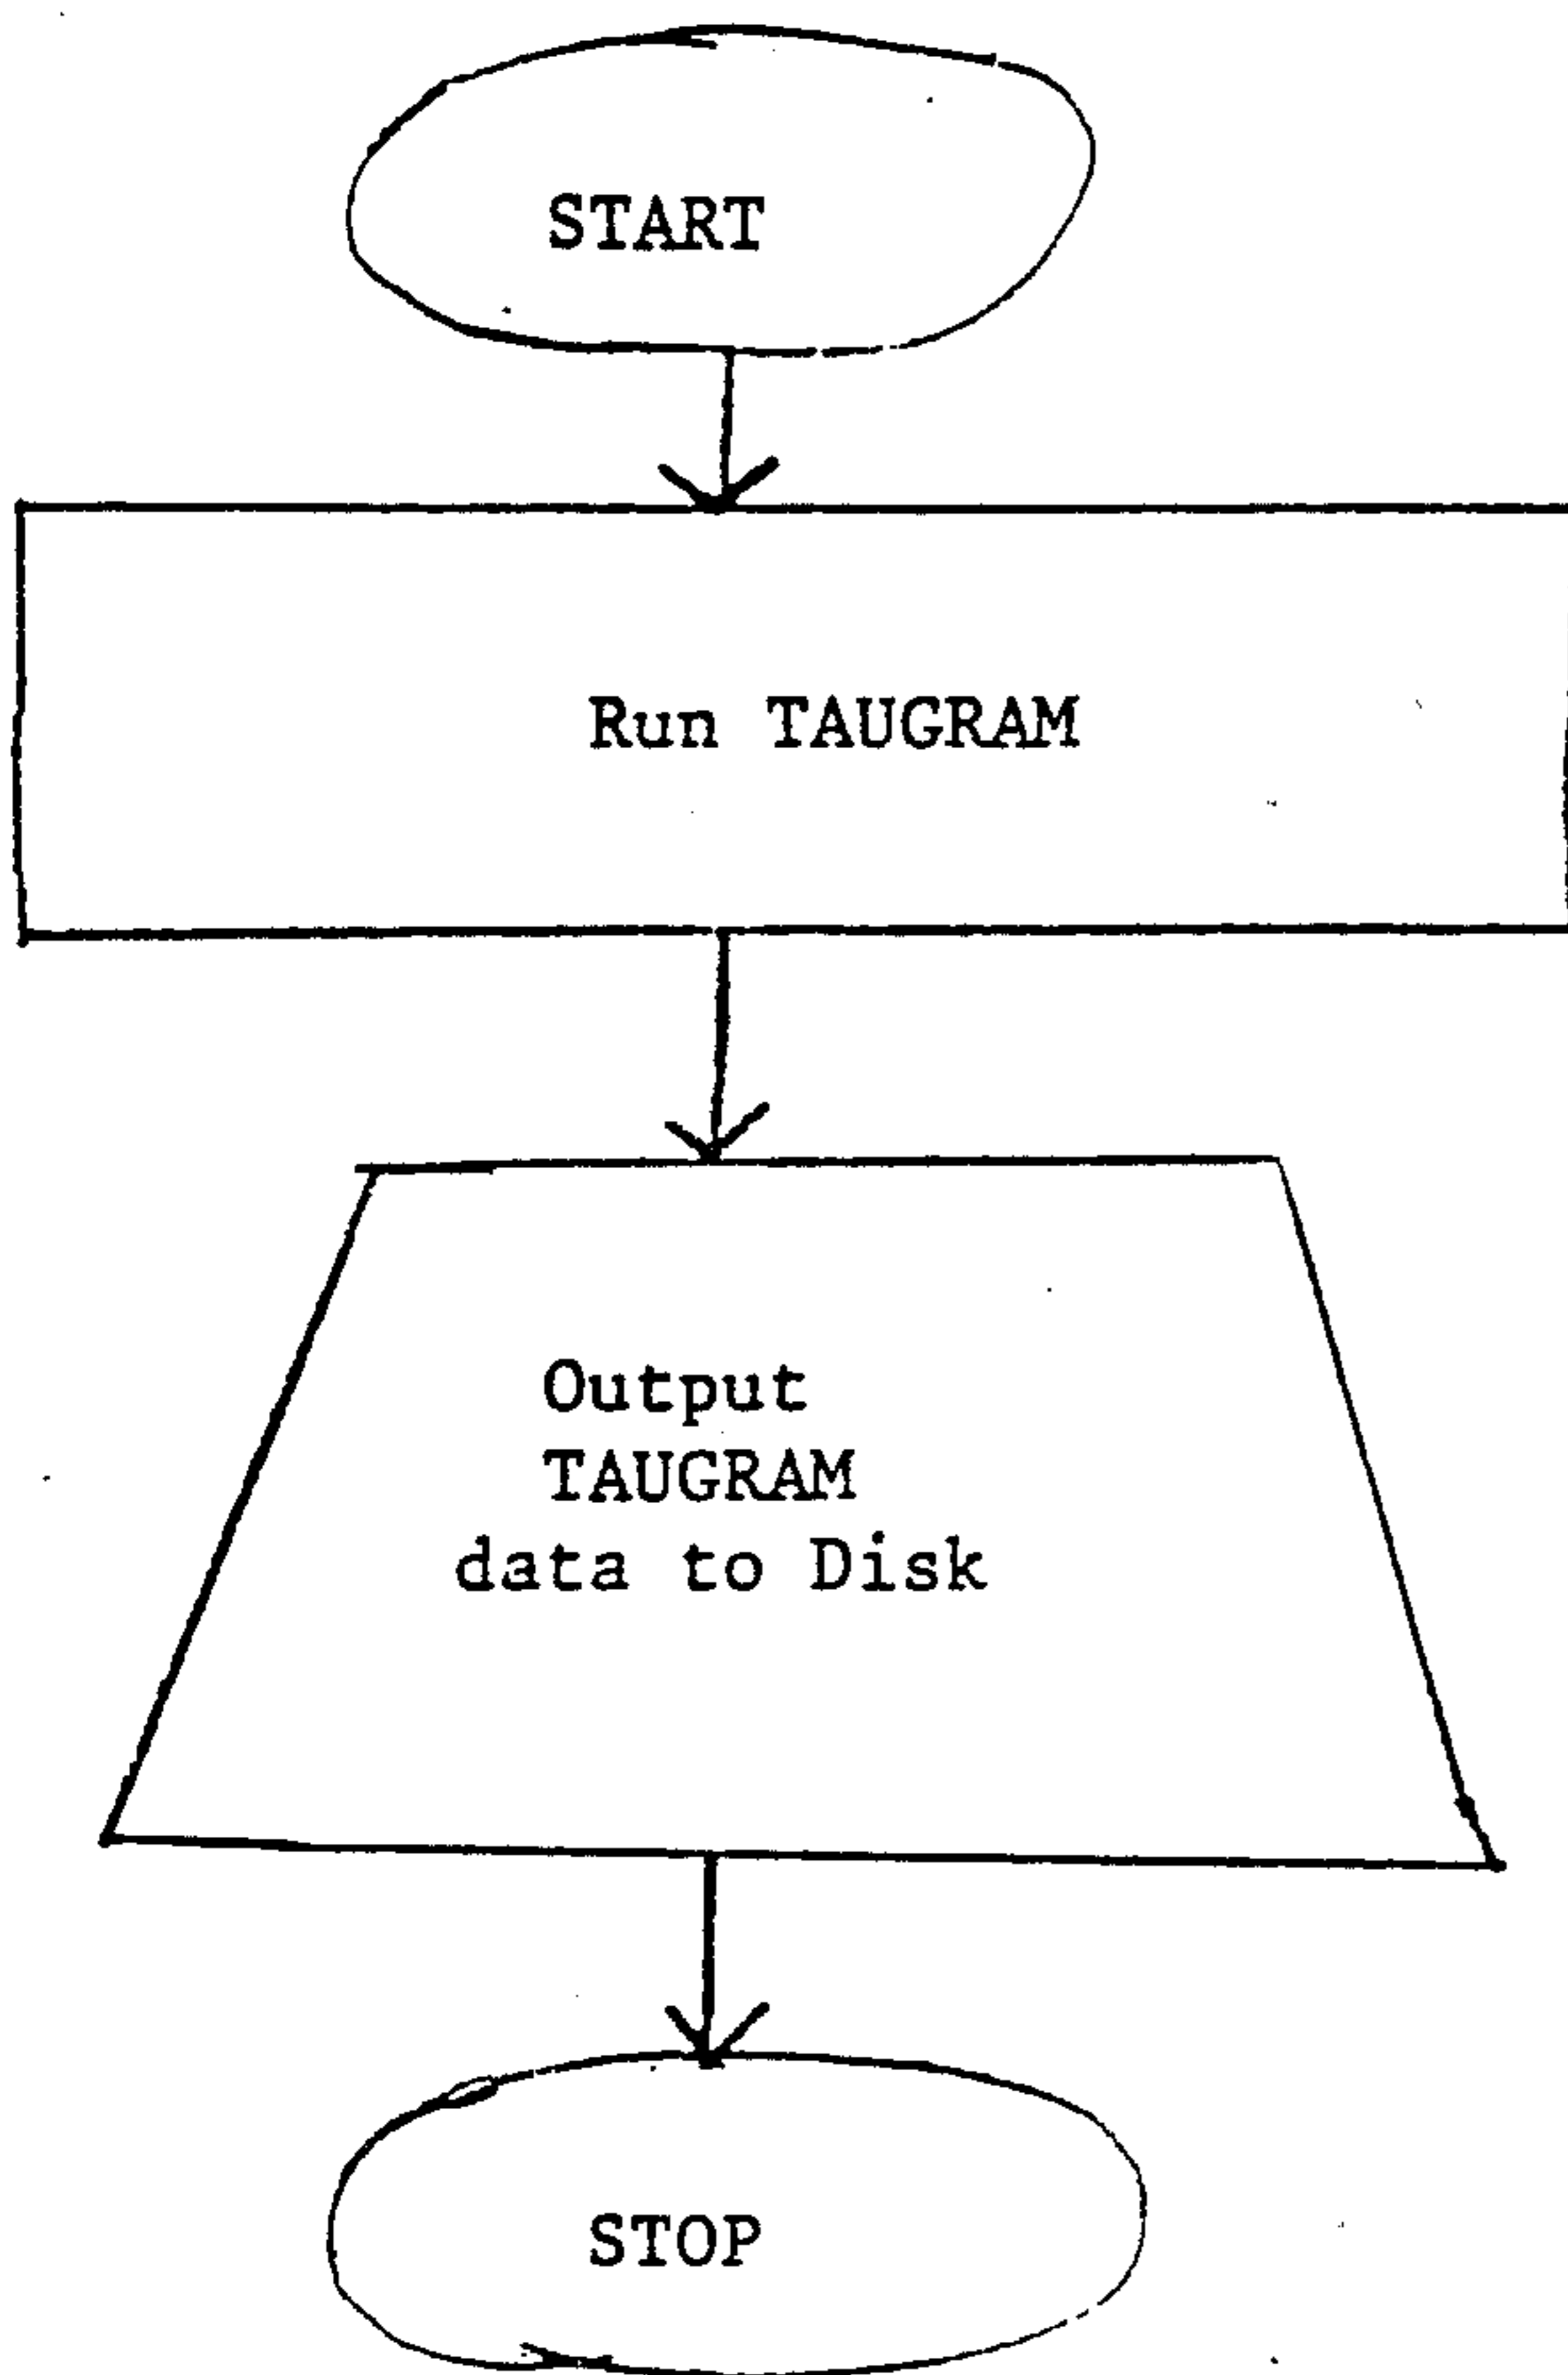 START
Run TAUGRAM
Output
TAUGRAM
data to Disk
STOP